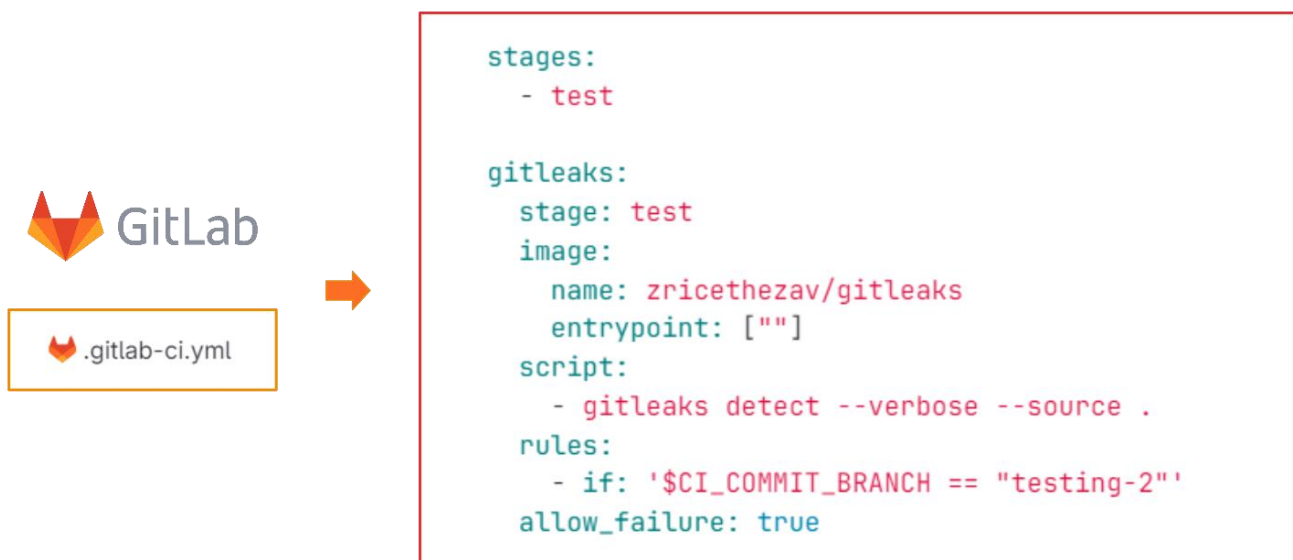 GitLab
.gitlab-ci.yml
stages:
  - test
gitleaks:
  stage: test
  image:
    name: zricethezav/gitleaks
    entrypoint: [""]
  script:
    - gitleaks detect --verbose --source .
  rules:
    - if: '$CI_COMMIT_BRANCH == "testing-2"'
  allow_failure: true